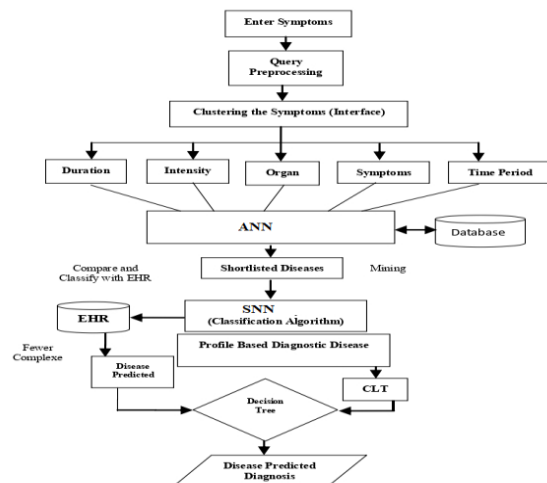 Enter Symptoms
Query
Preprocessing
Clustering the Symptoms (Interface)
Duration
Intensity
Organ
Symptoms
Time Period
ANN
Database
Compare and
Classify with EHR
Shortlisted Diseases
Mining
SNN
(Classification Algorithm)
EHR
Profile Based Diagnostic Disease
Fewer
Complexe
Disease
Predicted
CLT
Decision
Tree
Disease Predicted
Diagnosis